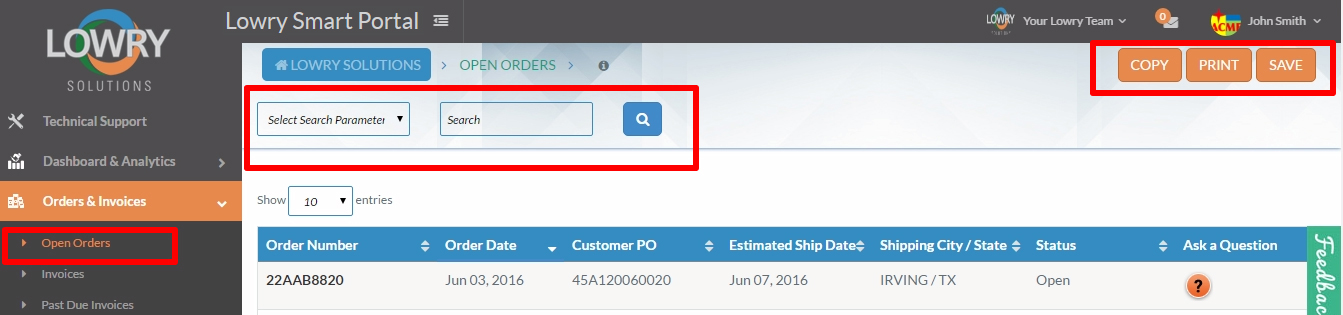 LOWRY
SOLUTIONS
Lowry Smart Portal
LOWRY
Your Lowry Team
0
ACME
John Smith
LOWRY SOLUTIONS > OPEN ORDERS >
COPY PRINT SAVE
Select Search Parameter
Search
Technical Support
Dashboard & Analytics
Orders & Invoices
Open Orders
Invoices
Past Due Invoices
Show 10 entries
Order Number Order Date Customer PO Estimated Ship Date Shipping City / State Status Ask a Question
22AAB8820 Jun 03, 2016 45A120060020 Jun 07, 2016 IRVING / TX Open ?
Feedbac